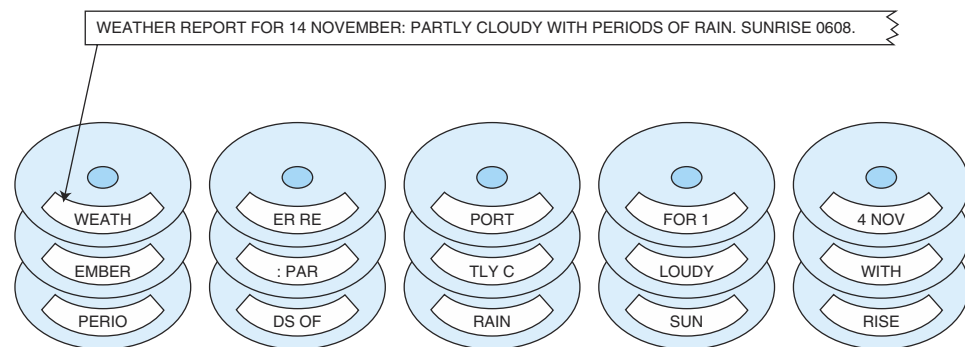 WEATHER REPORT FOR 14 NOVEMBER: PARTLY CLOUDY WITH PERIODS OF RAIN. SUNRISE 0608.
WEATH ER RE PORT FOR 1 4 NOV
EMBER : PAR TLY C LOUDY WITH
PERIO DS OF RAIN SUN RISE